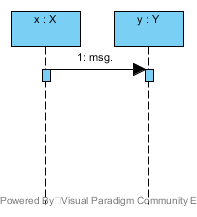 x : X
y : Y
1: msg.
Powered By Visual Paradigm Community E